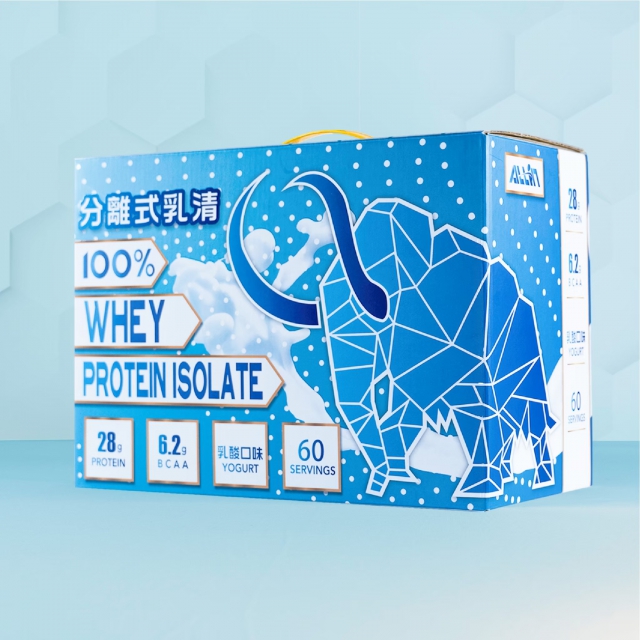 分離式乳清
100%
WHEY
PROTEIN ISOLATE
28g
PROTEIN
6.2g
BCAA
乳酸口味
YOGURT
60
SERVINGS
ALLIN
28g
PROTEIN
6.2g
BCAA
乳酸口味
YOGURT
60
SERVINGS